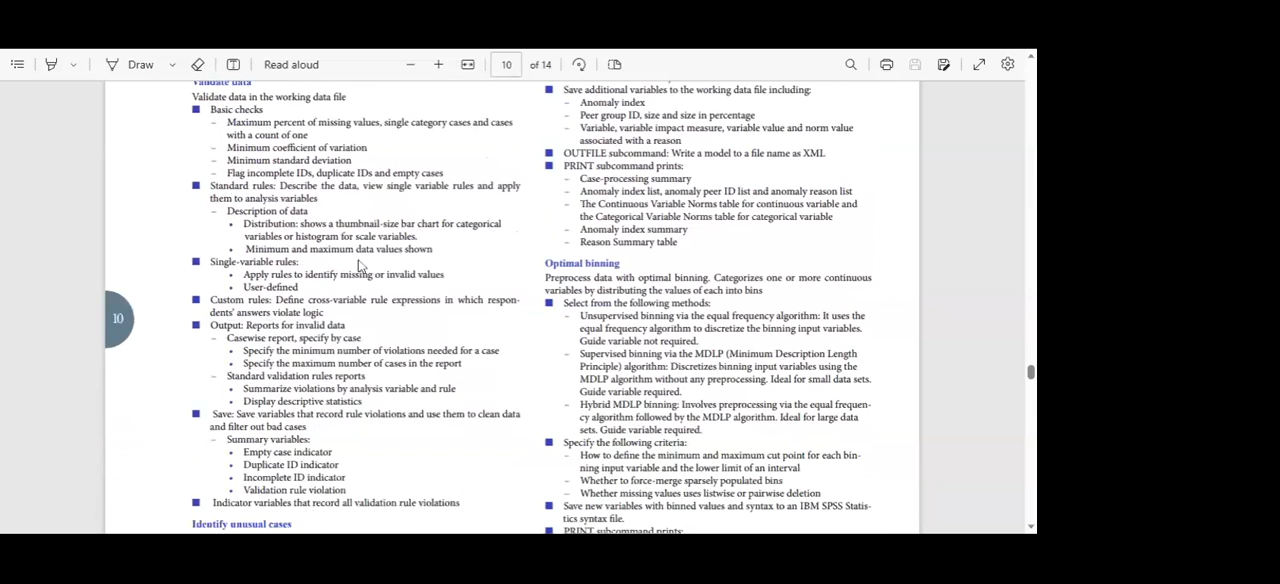 Draw
Read aloud
10
of 14
Validate data
Validate data in the working data file
Basic checks
– Maximum percent of missing values, single category cases and cases
with a count of one
– Minimum coefficient of variation
– Minimum standard deviation
– Flag incomplete IDs, duplicate IDs and empty cases
Standard rules: Describe the data, view single variable rules and apply
them to analysis variables
– Description of data
• Distribution: shows a thumbnail-size bar chart for categorical
variables or histogram for scale variables.
• Minimum and maximum data values shown
Single-variable rules:
• Apply rules to identify missing or invalid values
• User-defined
Custom rules: Define cross-variable rule expressions in which respon-
dents' answers violate logic
Output: Reports for invalid data
– Casewise report, specify by case
• Specify the minimum number of violations needed for a case
• Specify the maximum number of cases in the report
– Standard validation rules reports
• Summarize violations by analysis variable and rule
• Display descriptive statistics
Save: Save variables that record rule violations and use them to clean data
and filter out bad cases
– Summary variables:
• Empty case indicator
• Duplicate ID indicator
• Incomplete ID indicator
• Validation rule violation
Indicator variables that record all validation rule violations
Identify unusual cases
10
Save additional variables to the working data file including:
– Anomaly index
– Peer group ID, size and size in percentage
– Variable, variable impact measure, variable value and norm value
associated with a reason
OUTFILE subcommand: Write a model to a file name as XML
PRINT subcommand prints:
– Case-processing summary
– Anomaly index list, anomaly peer ID list and anomaly reason list
– The Continuous Variable Norms table for continuous variable and
the Categorical Variable Norms table for categorical variable
– Anomaly index summary
– Reason Summary table
Optimal binning
Preprocess data with optimal binning. Categorizes one or more continuous
variables by distributing the values of each into bins
Select from the following methods:
– Unsupervised binning via the equal frequency algorithm: It uses the
equal frequency algorithm to discretize the binning input variables.
Guide variable not required.
– Supervised binning via the MDLP (Minimum Description Length
Principle) algorithm: Discretizes binning input variables using the
MDLP algorithm without any preprocessing. Ideal for small data sets.
Guide variable required.
– Hybrid MDLP binning: Involves preprocessing via the equal frequen-
cy algorithm followed by the MDLP algorithm. Ideal for large data
sets. Guide variable required.
Specify the following criteria:
– How to define the minimum and maximum cut point for each bin-
ning input variable and the lower limit of an interval
– Whether to force-merge sparsely populated bins
– Whether missing values uses listwise or pairwise deletion
Save new variables with binned values and syntax to an IBM SPSS Statis-
tics syntax file.
PRINT subcommand prints: